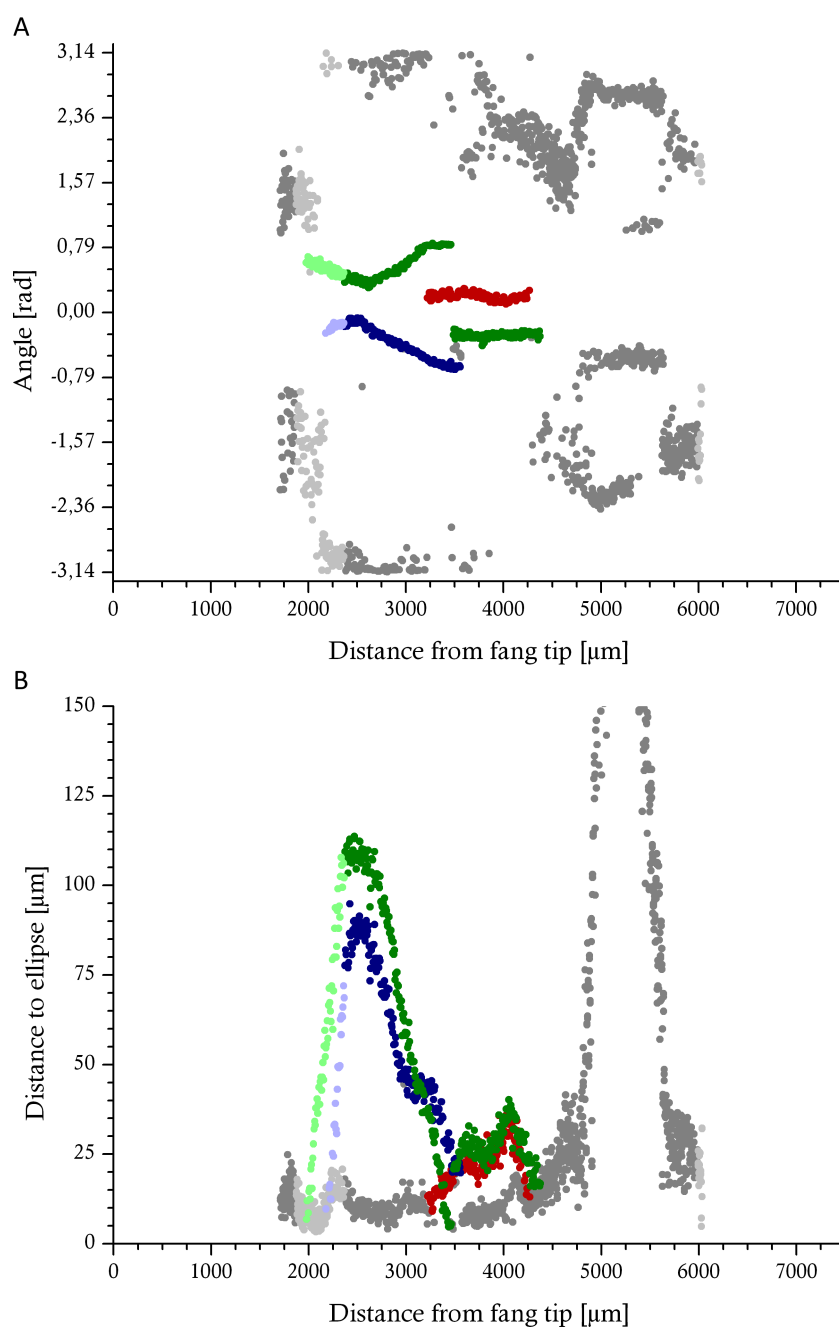 A
3,14
2,36
1,57
0,79
0,00
-0,79
-1,57
-2,36
-3,14
Angle [rad]
0 1000 2000 3000 4000 5000 6000 7000
Distance from fang tip [µm]
B
150
125
100
75
50
25
0
Distance to ellipse [µm]
0 1000 2000 3000 4000 5000 6000 7000
Distance from fang tip [µm]